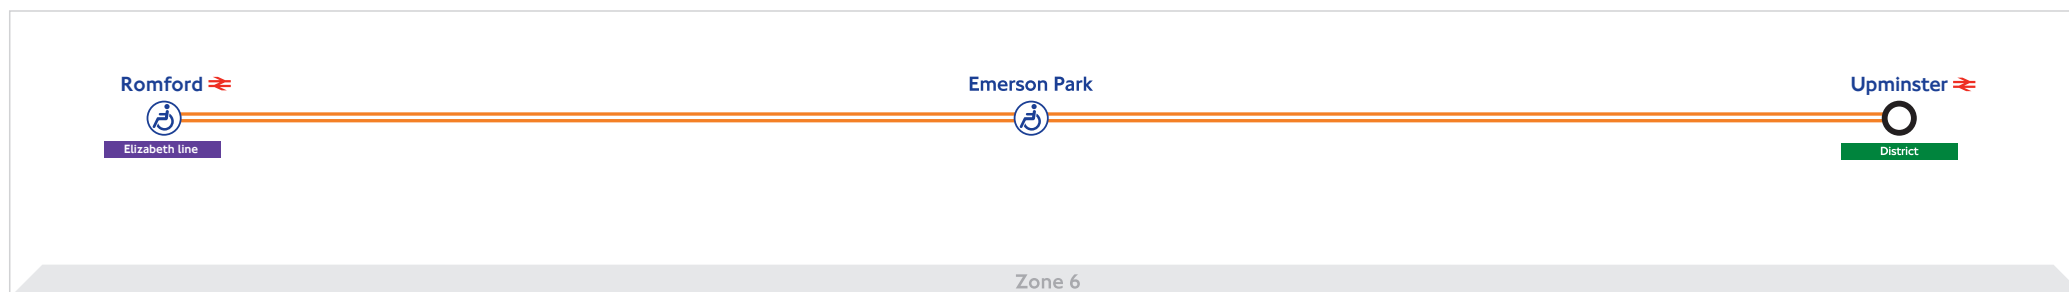 Romford
Emerson Park
Upminster
Elizabeth line
District
Zone 6